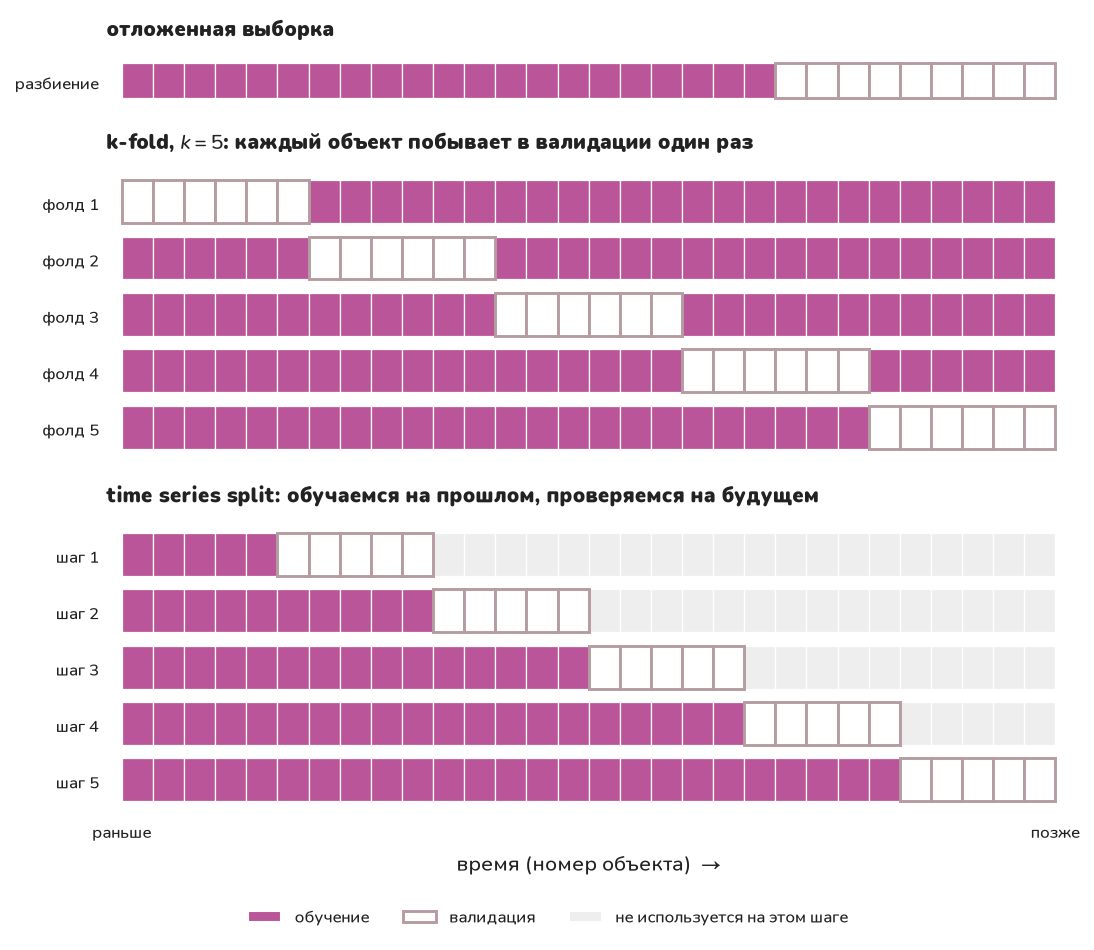 отложенная выборка
разбиение
k-fold, k = 5: каждый объект побывает в валидации один раз
фолд 1
фолд 2
фолд 3
фолд 4
фолд 5
time series split: обучаемся на прошлом, проверяемся на будущем
шаг 1
шаг 2
шаг 3
шаг 4
шаг 5
раньше позже
время (номер объекта) →
обучение валидация не используется на этом шаге